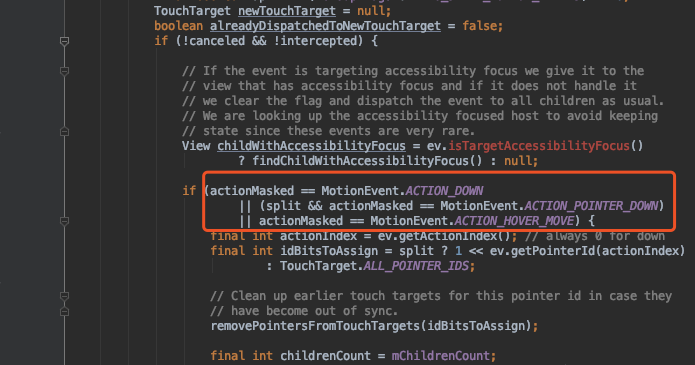 TouchTarget newTouchTarget = null;
boolean alreadyDispatchedToNewTouchTarget = false;
if (!canceled && !intercepted) {
// If the event is targeting accessibility focus we give it to the
// view that has accessibility focus and if it does not handle it
// we clear the flag and dispatch the event to all children as usual.
// We are looking up the accessibility focused host to avoid keeping
// state since these events are very rare.
View childWithAccessibilityFocus = ev.isTargetAccessibilityFocus()
? findChildWithAccessibilityFocus() : null;
if (actionMasked == MotionEvent.ACTION_DOWN
|| (split && actionMasked == MotionEvent.ACTION_POINTER_DOWN)
|| actionMasked == MotionEvent.ACTION_HOVER_MOVE) {
final int actionIndex = ev.getActionIndex(); // always 0 for down
final int idBitsToAssign = split ? 1 << ev.getPointerId(actionIndex)
: TouchTarget.ALL_POINTER_IDS;
// Clean up earlier touch targets for this pointer id in case they
// have become out of sync.
removePointersFromTouchTargets(idBitsToAssign);
final int childrenCount = mChildrenCount;